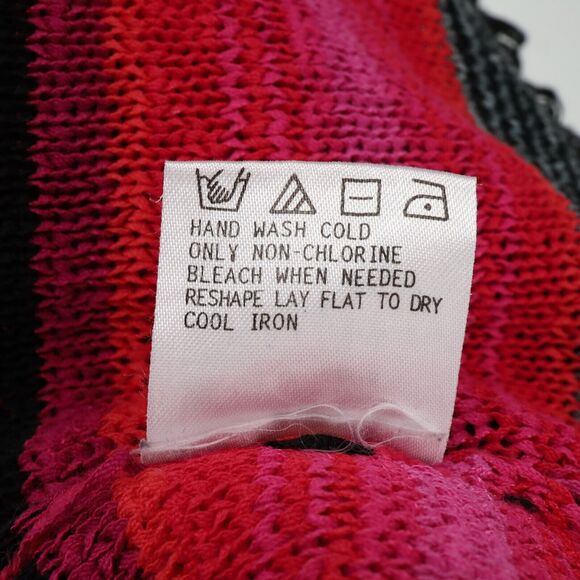 HAND WASH COLD
ONLY NON-CHLORINE
BLEACH WHEN NEEDED
RESHAPE LAY FLAT TO DRY
COOL IRON